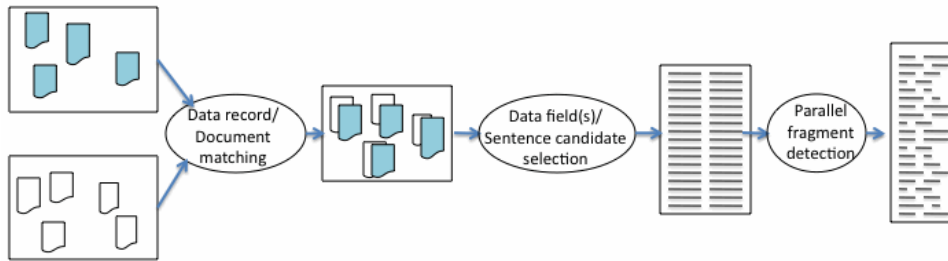 Data record/
Document
matching
Data field(s)/
Sentence candidate
selection
Parallel
fragment
detection